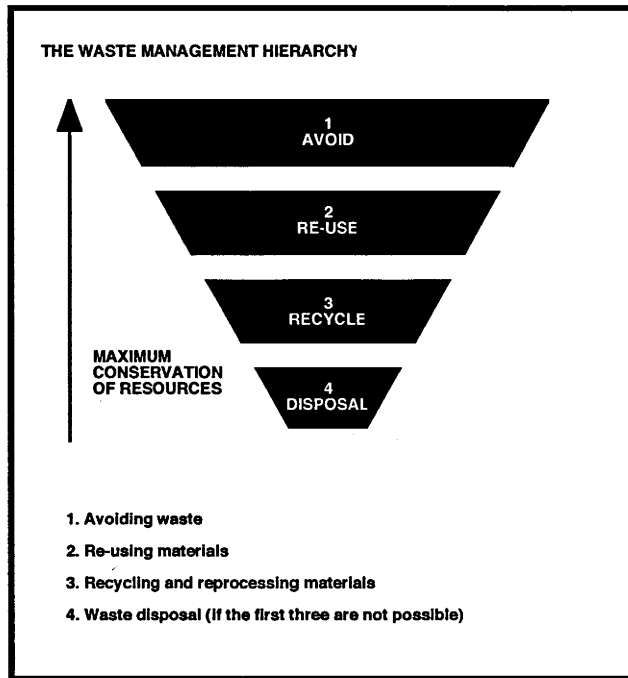 THE WASTE MANAGEMENT HIERARCHY
1
AVOID
2
RE-USE
3
RECYCLE
4
DISPOSAL
MAXIMUM
CONSERVATION
OF RESOURCES
1. Avoiding waste
2. Re-using materials
3. Recycling and reprocessing materials
4. Waste disposal (if the first three are not possible)